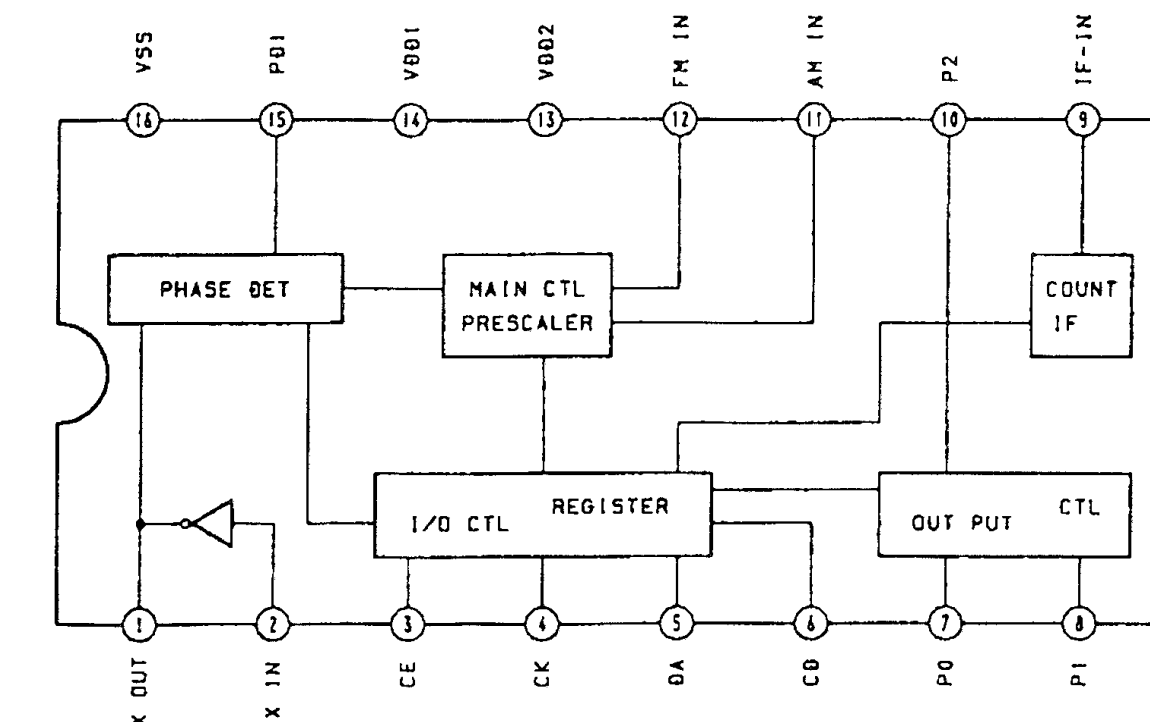 VSS
PD1
VDD1
VDD2
FM IN
AM IN
P2
IF-IN
16
15
14
13
12
11
10
9
PHASE DET
MAIN CTL
PRESCALER
COUNT
IF
REGISTER
I/O CTL
CTL
OUT PUT
1
2
3
4
5
6
7
8
X OUT
X IN
CE
CK
DA
CB
P0
P1